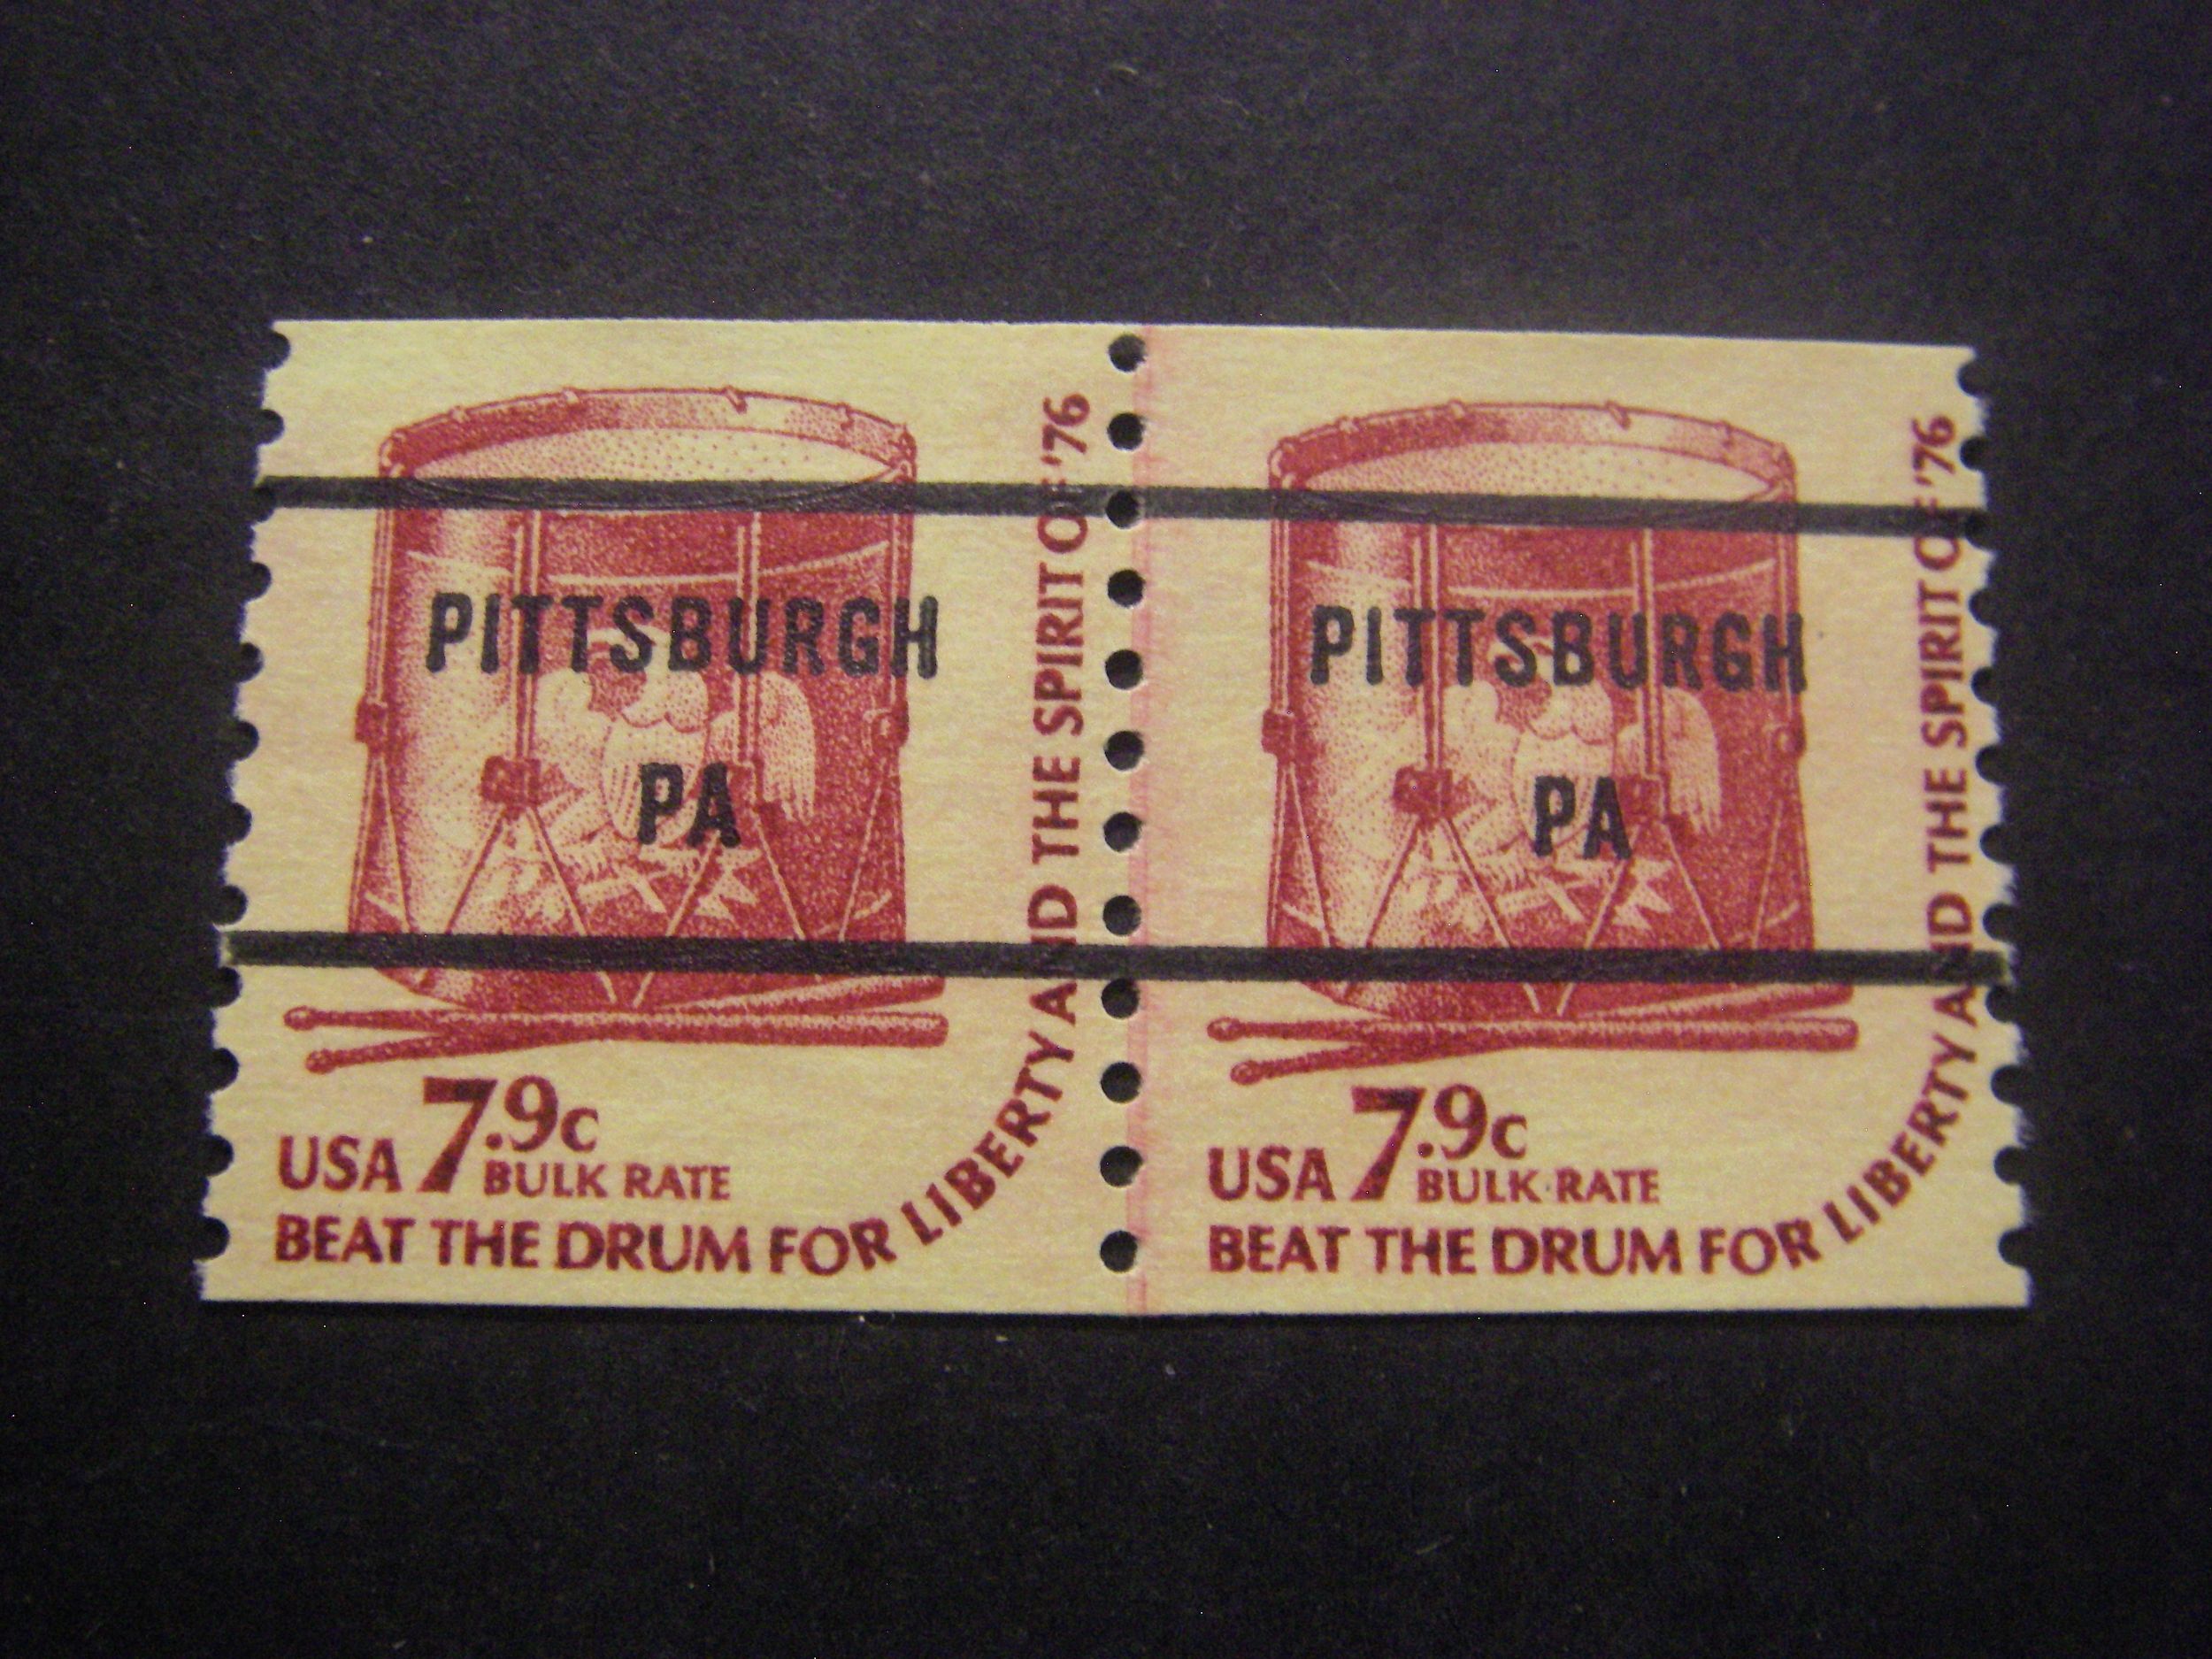 PITTSBURGH
PA
USA 7.9c
BULK RATE
BEAT THE DRUM FOR LIBERTY AND THE SPIRIT OF '76
PITTSBURGH
PA
USA 7.9c
BULK RATE
BEAT THE DRUM FOR LIBERTY AND THE SPIRIT OF '76